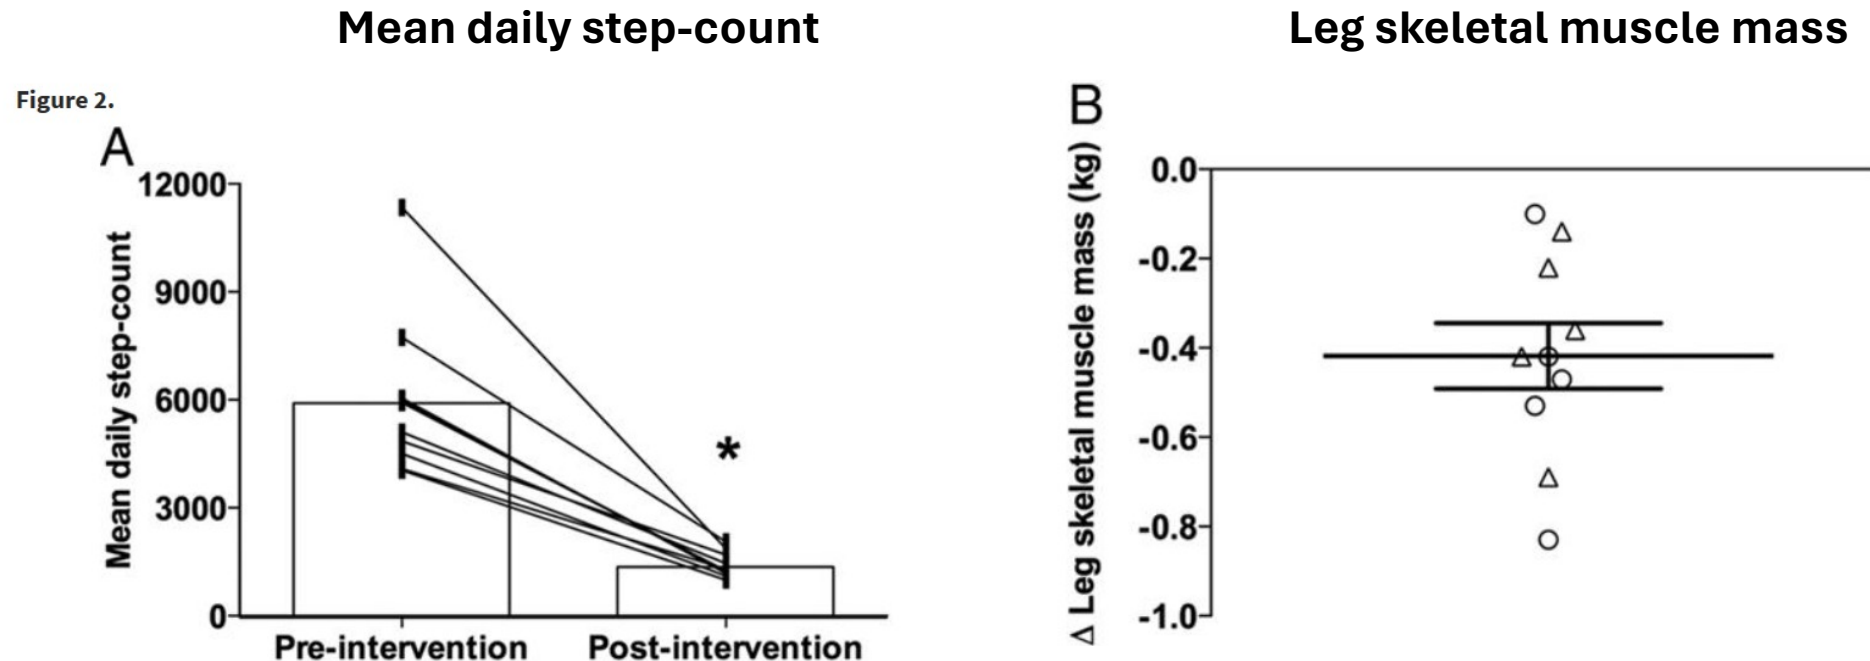 Mean daily step-count
Leg skeletal muscle mass
Figure 2.
A
Mean daily step-count
12000
9000
6000
3000
0
*
Pre-intervention
Post-intervention
B
Δ Leg skeletal muscle mass (kg)
0.0
-0.2
-0.4
-0.6
-0.8
-1.0